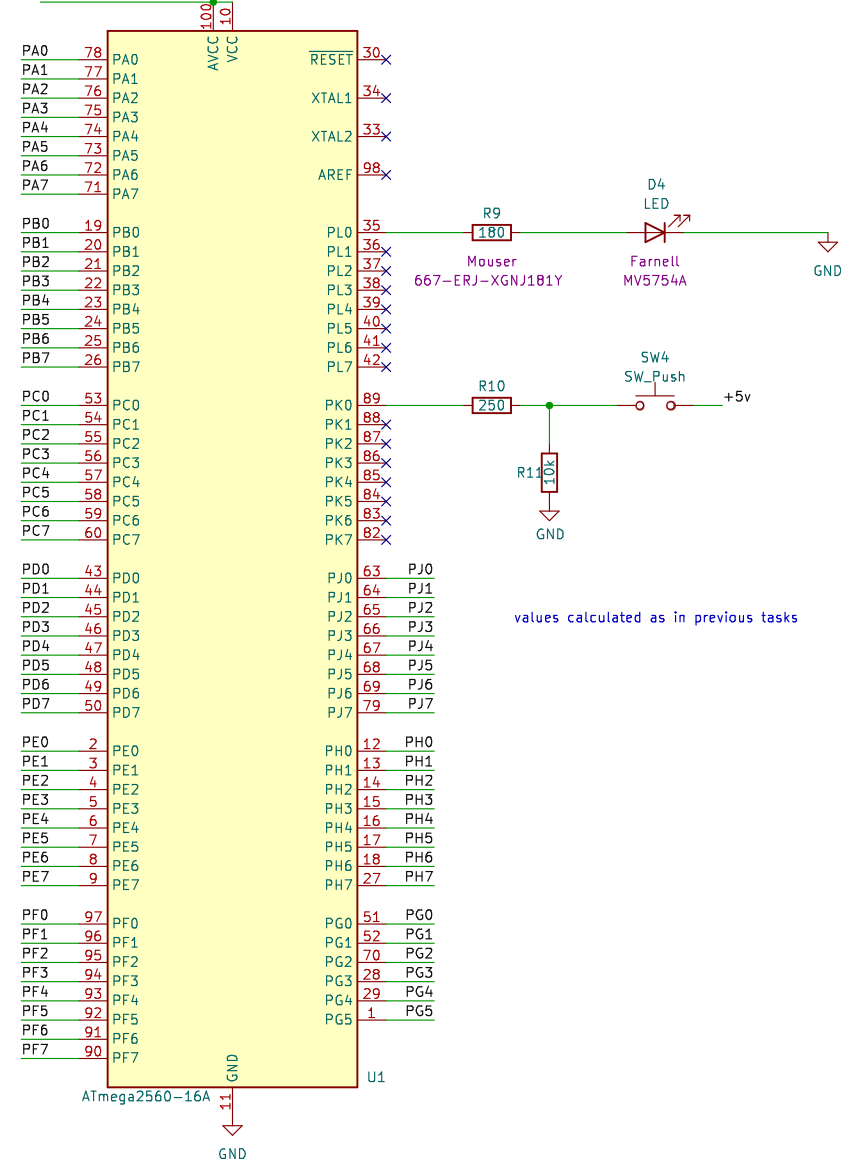 100
10
AVCC
VCC
PA0 78 PA0
PA1 77 PA1
PA2 76 PA2
PA3 75 PA3
PA4 74 PA4
PA5 73 PA5
PA6 72 PA6
PA7 71 PA7
PB0 19 PB0
PB1 20 PB1
PB2 21 PB2
PB3 22 PB3
PB4 23 PB4
PB5 24 PB5
PB6 25 PB6
PB7 26 PB7
PC0 53 PC0
PC1 54 PC1
PC2 55 PC2
PC3 56 PC3
PC4 57 PC4
PC5 58 PC5
PC6 59 PC6
PC7 60 PC7
PD0 43 PD0
PD1 44 PD1
PD2 45 PD2
PD3 46 PD3
PD4 47 PD4
PD5 48 PD5
PD6 49 PD6
PD7 50 PD7
PE0 2 PE0
PE1 3 PE1
PE2 4 PE2
PE3 5 PE3
PE4 6 PE4
PE5 7 PE5
PE6 8 PE6
PE7 9 PE7
PF0 97 PF0
PF1 96 PF1
PF2 95 PF2
PF3 94 PF3
PF4 93 PF4
PF5 92 PF5
PF6 91 PF6
PF7 90 PF7
RESET 30
XTAL1 34
XTAL2 33
AREF 98
PL0 35
PL1 36
PL2 37
PL3 38
PL4 39
PL5 40
PL6 41
PL7 42
PK0 89
PK1 88
PK2 87
PK3 86
PK4 85
PK5 84
PK6 83
PK7 82
PJ0 63 PJ0
PJ1 64 PJ1
PJ2 65 PJ2
PJ3 66 PJ3
PJ4 67 PJ4
PJ5 68 PJ5
PJ6 69 PJ6
PJ7 79 PJ7
PH0 12 PH0
PH1 13 PH1
PH2 14 PH2
PH3 15 PH3
PH4 16 PH4
PH5 17 PH5
PH6 18 PH6
PH7 27 PH7
PG0 51 PG0
PG1 52 PG1
PG2 70 PG2
PG3 28 PG3
PG4 29 PG4
PG5 1 PG5
GND
U1
ATmega2560-16A
11
GND
R9
180
Mouser
667-ERJ-XGNJ181Y
D4
LED
Farnell
MV5754A
GND
R10
250
SW4
SW_Push
+5v
R11
10k
GND
values calculated as in previous tasks